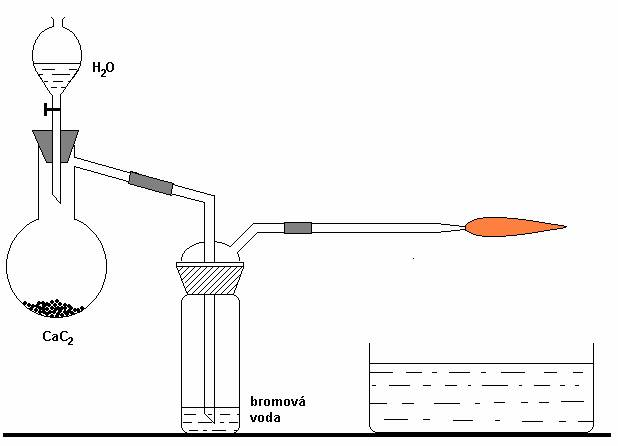 H₂O
CaC₂
bromová
voda